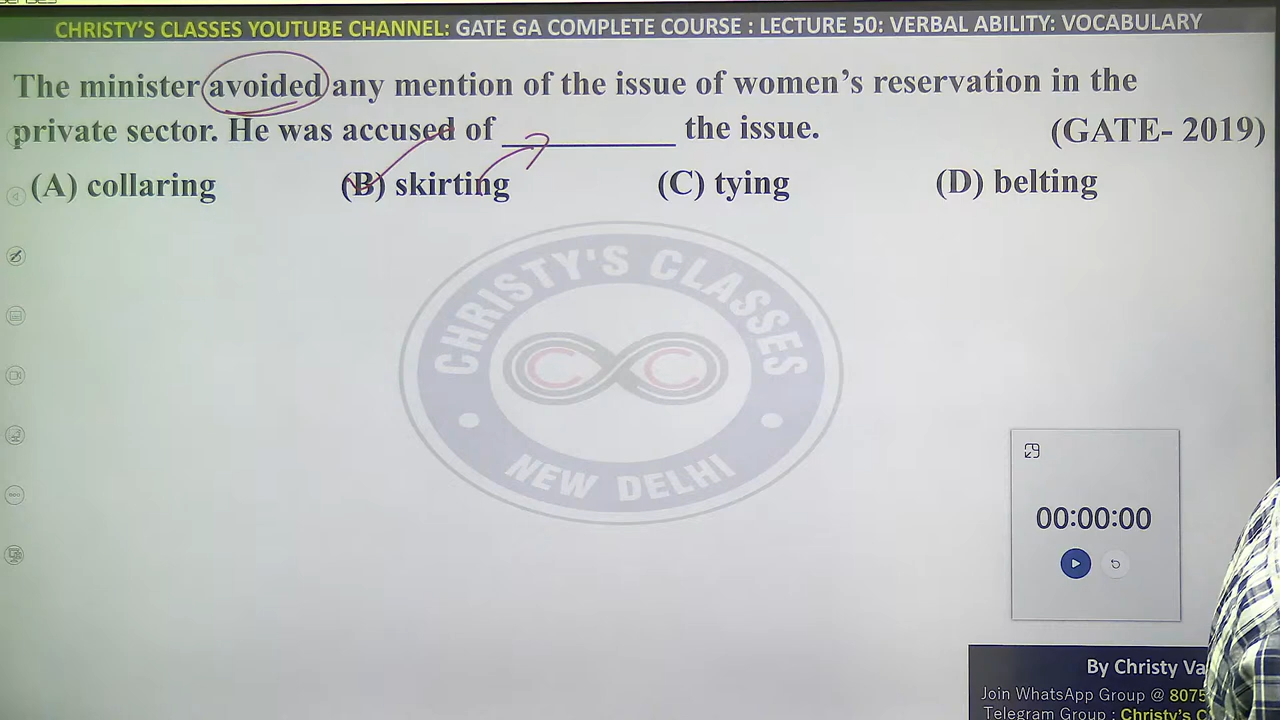 CHRISTY'S CLASSES YOUTUBE CHANNEL: GATE GA COMPLETE COURSE : LECTURE 50: VERBAL ABILITY: VOCABULARY
The minister avoided any mention of the issue of women's reservation in the
private sector. He was accused of ________ the issue. (GATE- 2019)
(A) collaring (B) skirting (C) tying (D) belting
CHRISTY'S CLASSES
CC
NEW DELHI
00:00:00
By Christy
Join WhatsApp Group @ 8075
Telegram Group : Christy's